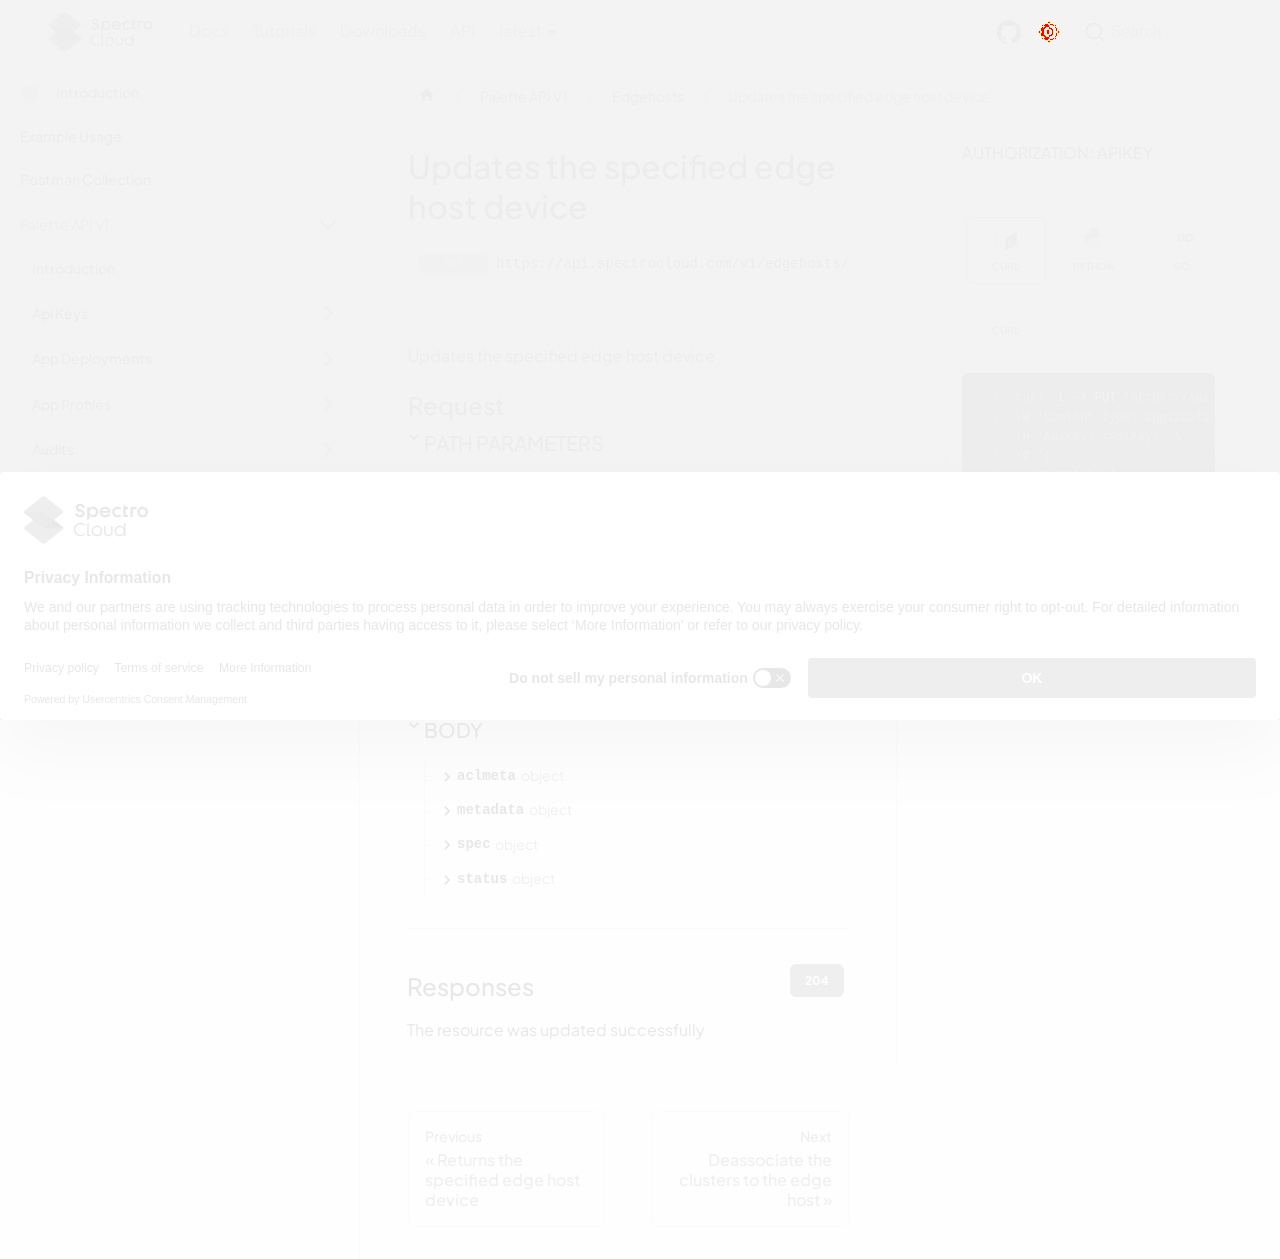 Spectro
Cloud
Docs Tutorials Downloads API latest
Search
Introduction
Example Usage
Postman Collection
Palette API V1
Introduction
Api Keys
App Deployments
App Profiles
Audits
Palette API V1
Edgehosts
Updates the specified edge host device
Updates the specified edge
host device
https://api.spectrocloud.com/v1/edgehosts/
Updates the specified edge host device
Request
PATH PARAMETERS
AUTHORIZATION: APIKEY
CURL PYTHON GO
CURL
Spectro
Cloud
Privacy Information
We and our partners are using tracking technologies to process personal data in order to improve your experience. You may always exercise your consumer right to opt-out. For detailed information
about personal information we collect and third parties having access to it, please select ‘More Information’ or refer to our privacy policy.
Privacy policy Terms of service More Information
Do not sell my personal information
OK
Powered by Usercentrics Consent Management
BODY
aclmeta object
metadata object
spec object
status object
Responses
204
The resource was updated successfully
Previous
« Returns the
specified edge host
device
Next
Deassociate the
clusters to the edge
host »